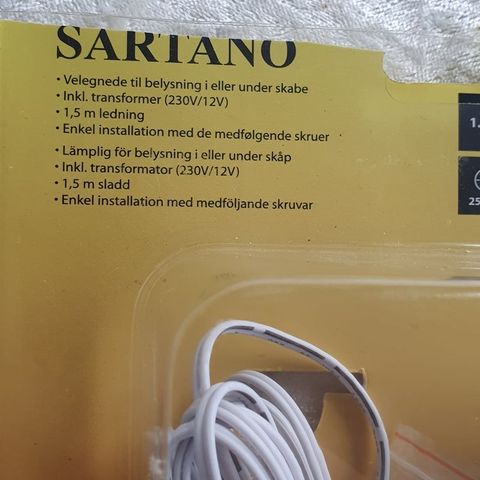 SARTANO
• Velegnede til belysning i eller under skabe
• Inkl. transformer (230V/12V)
• 1,5 m ledning
• Enkel installation med de medfølgende skruer
• Lämplig för belysning i eller under skåp
• Inkl. transformator (230V/12V)
• 1,5 m sladd
• Enkel installation med medföljande skruvar
1.
25